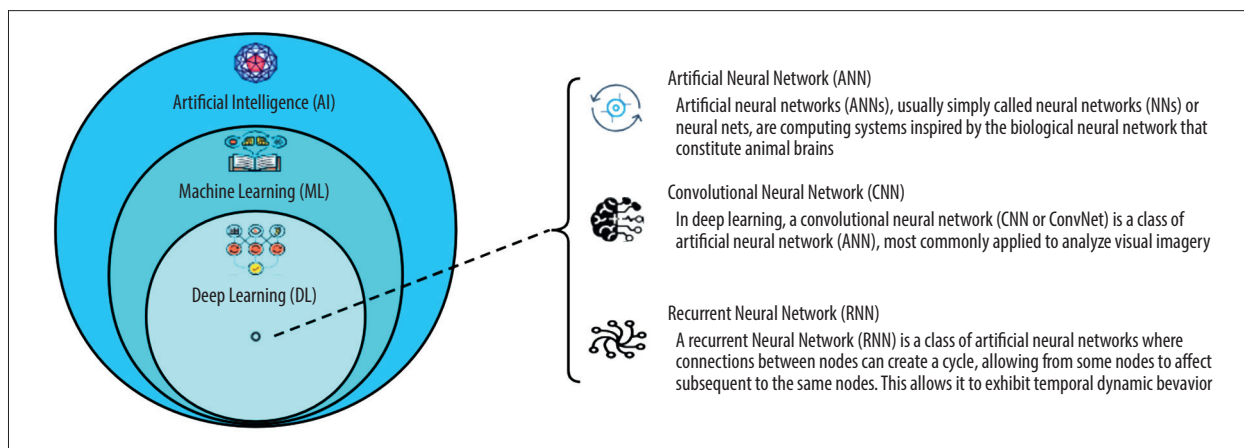 Artificial Intelligence (AI)
Machine Learning (ML)
Deep Learning (DL)
Artificial Neural Network (ANN)
Artificial neural networks (ANNs), usually simply called neural networks (NNs) or
neural nets, are computing systems inspired by the biological neural network that
constitute animal brains
Convolutional Neural Network (CNN)
In deep learning, a convolutional neural network (CNN or ConvNet) is a class of
artificial neural network (ANN), most commonly applied to analyze visual imagery
Recurrent Neural Network (RNN)
A recurrent Neural Network (RNN) is a class of artificial neural networks where
connections between nodes can create a cycle, allowing from some nodes to affect
subsequent to the same nodes. This allows it to exhibit temporal dynamic bevavior